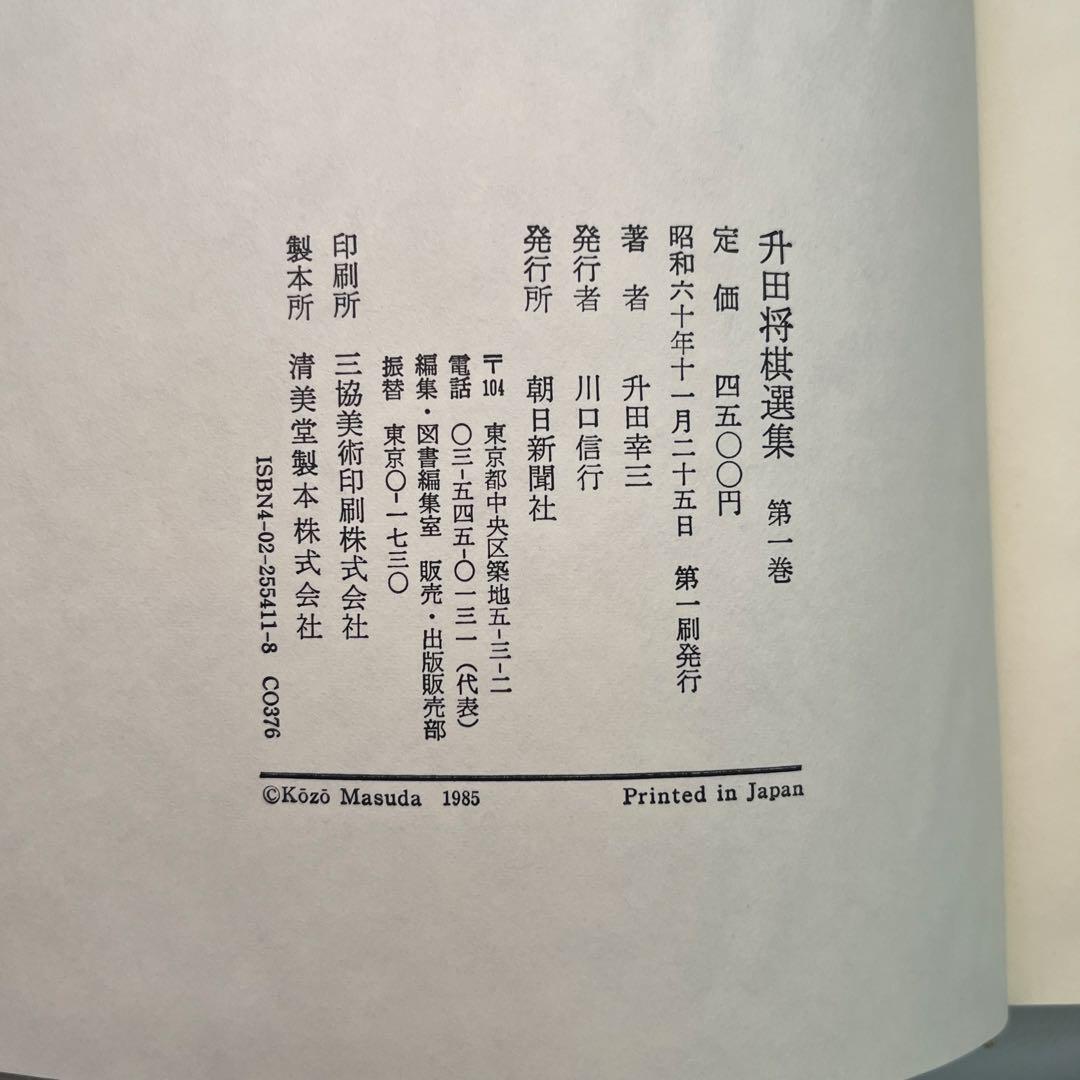 升田将棋選集 第一巻
定価 四五〇〇円
昭和六十年十一月二十五日 第一刷発行
著者 升田幸三
発行者 川口信行
発行所 朝日新聞社
〒104 東京都中央区築地五-三-二
電話 〇三-五四五-〇一三一(代表)
編集・図書編集室 販売・出版販売部
振替 東京〇-一七三〇
印刷所 三協美術印刷株式会社
製本所 清美堂製本株式会社
ISBN4-02-255411-8 C0376
©Kōzō Masuda 1985
Printed in Japan